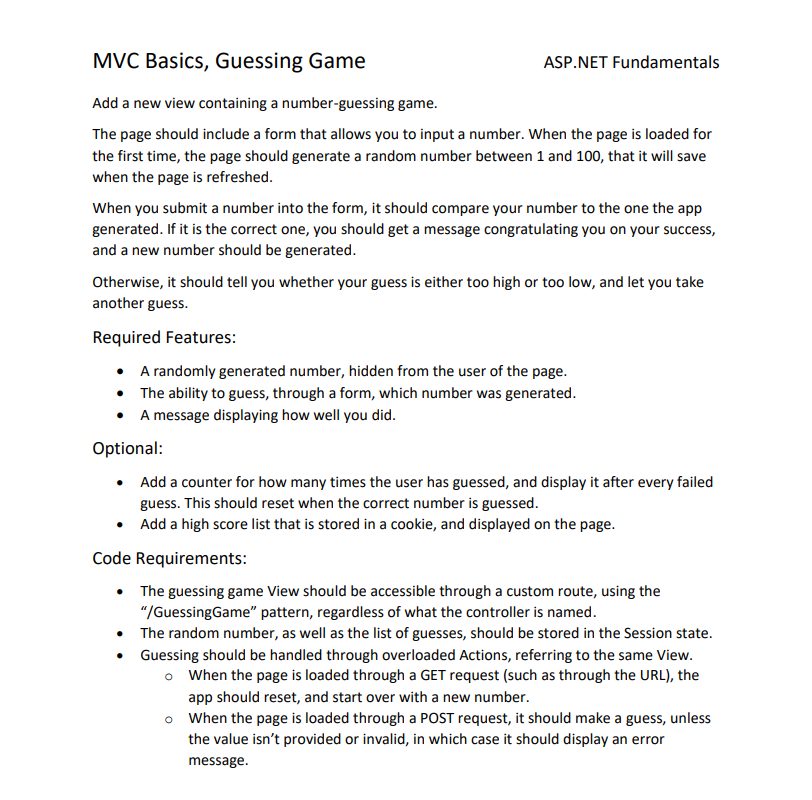 MVC Basics, Guessing Game ASP.NET Fundamentals
Add a new view containing a number-guessing game.
The page should include a form that allows you to input a number. When the page is loaded for
the first time, the page should generate a random number between 1 and 100, that it will save
when the page is refreshed.
When you submit a number into the form, it should compare your number to the one the app
generated. If it is the correct one, you should get a message congratulating you on your success,
and a new number should be generated.
Otherwise, it should tell you whether your guess is either too high or too low, and let you take
another guess.
Required Features:
• A randomly generated number, hidden from the user of the page.
• The ability to guess, through a form, which number was generated.
• A message displaying how well you did.
Optional:
• Add a counter for how many times the user has guessed, and display it after every failed
guess. This should reset when the correct number is guessed.
• Add a high score list that is stored in a cookie, and displayed on the page.
Code Requirements:
• The guessing game View should be accessible through a custom route, using the
“/GuessingGame” pattern, regardless of what the controller is named.
• The random number, as well as the list of guesses, should be stored in the Session state.
• Guessing should be handled through overloaded Actions, referring to the same View.
o When the page is loaded through a GET request (such as through the URL), the
app should reset, and start over with a new number.
o When the page is loaded through a POST request, it should make a guess, unless
the value isn’t provided or invalid, in which case it should display an error
message.